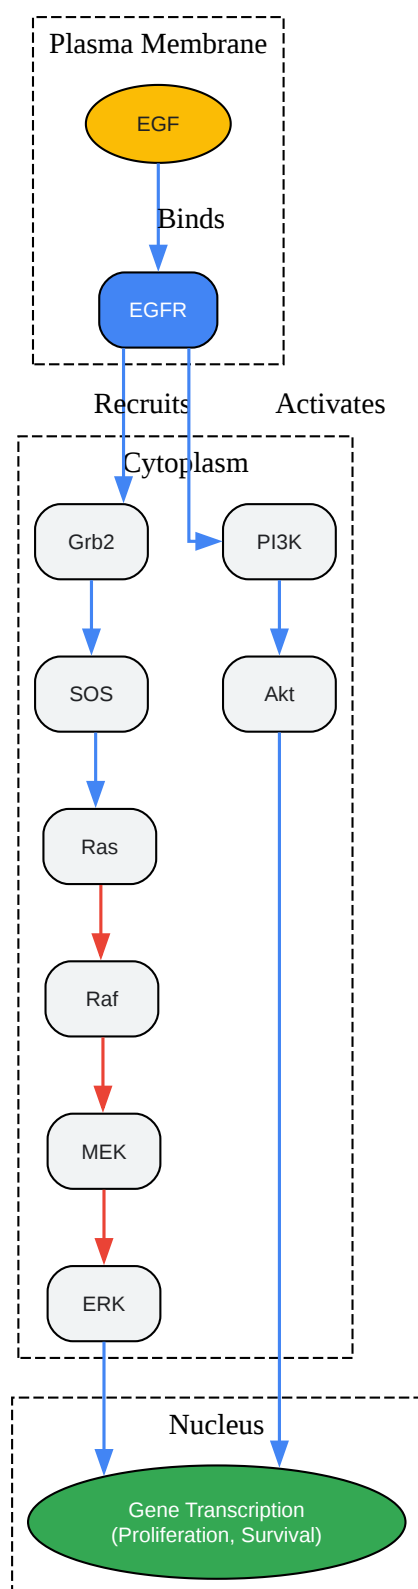 Plasma Membrane
EGF
Binds
EGFR
Recruits
Activates
Cytoplasm
Grb2
PI3K
SOS
Akt
Ras
Raf
MEK
ERK
Nucleus
Gene Transcription
(Proliferation, Survival)